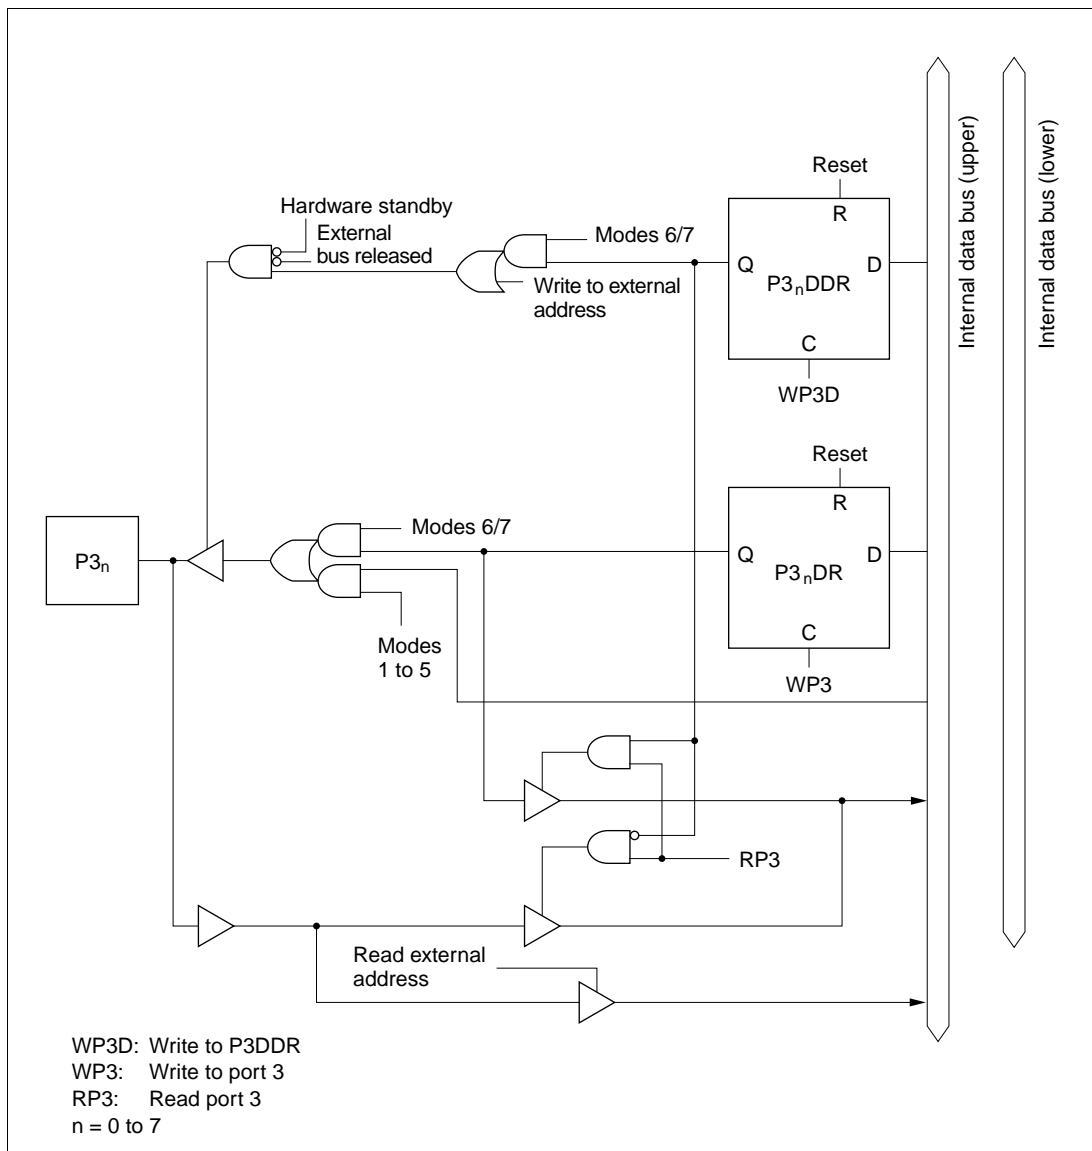 Reset
R
Hardware standby
External
bus released
Modes 6/7
Q
D
P3nDDR
Write to external
address
C
WP3D
Internal data bus (upper)
Internal data bus (lower)
Reset
R
Modes 6/7
Q
D
P3n
P3nDR
C
Modes
1 to 5
WP3
RP3
Read external
address
WP3D: Write to P3DDR
WP3: Write to port 3
RP3: Read port 3
n = 0 to 7